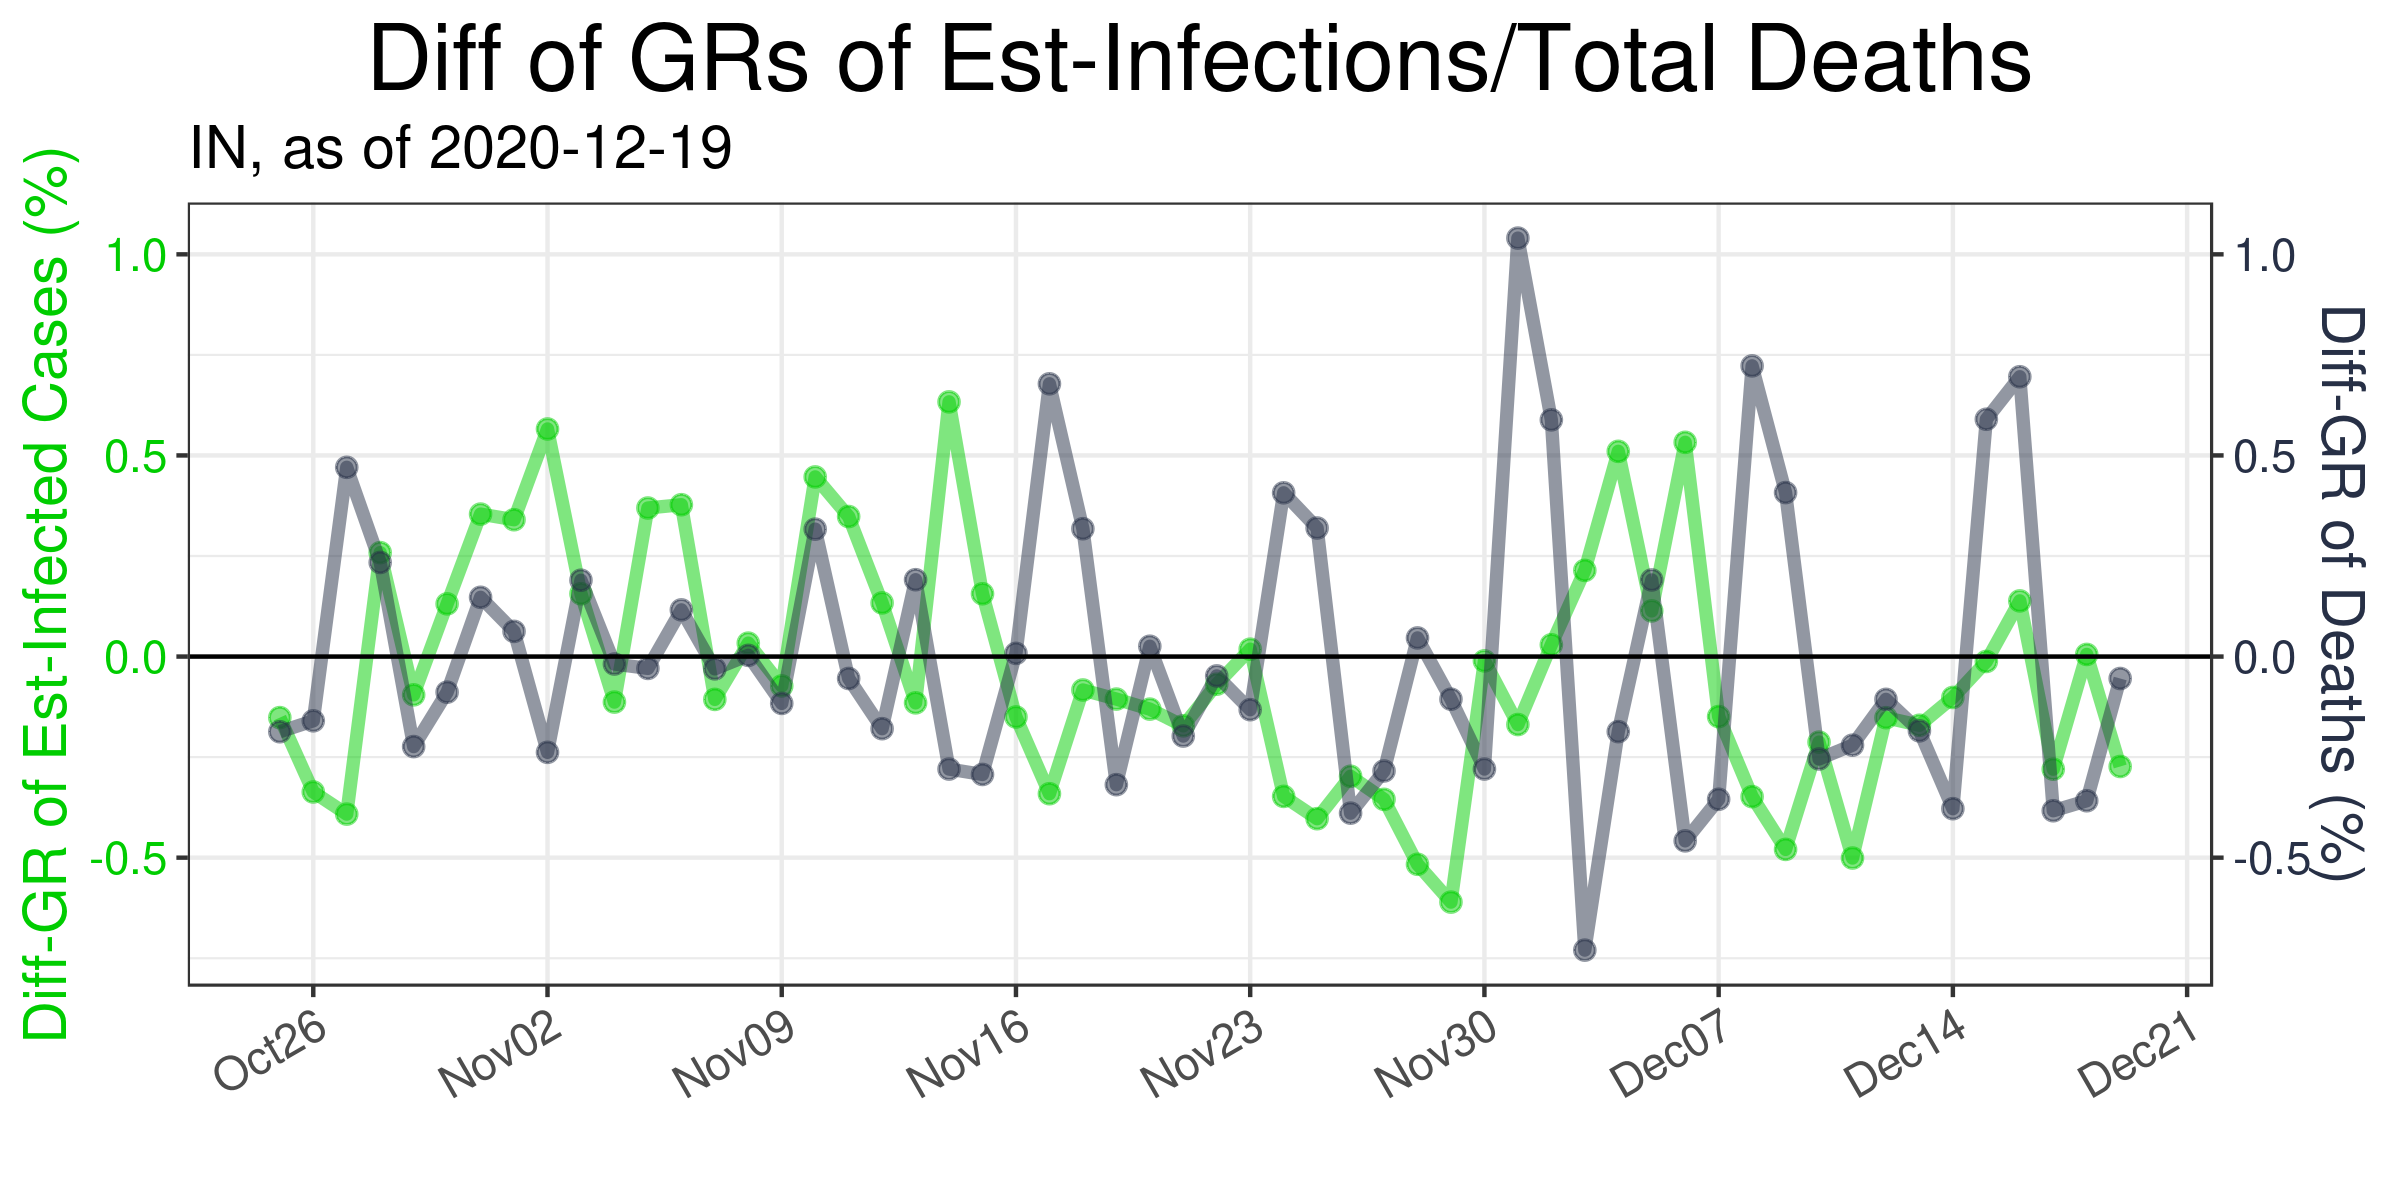 Diff of GRs of Est-Infections/Total Deaths
IN, as of 2020-12-19
Diff-GR of Est-Infected Cases (%)
1.0
0.5
0.0
-0.5
1.0
0.5
0.0
-0.5
Diff-GR of Deaths (%)
Oct26
Nov02
Nov09
Nov16
Nov23
Nov30
Dec07
Dec14
Dec21